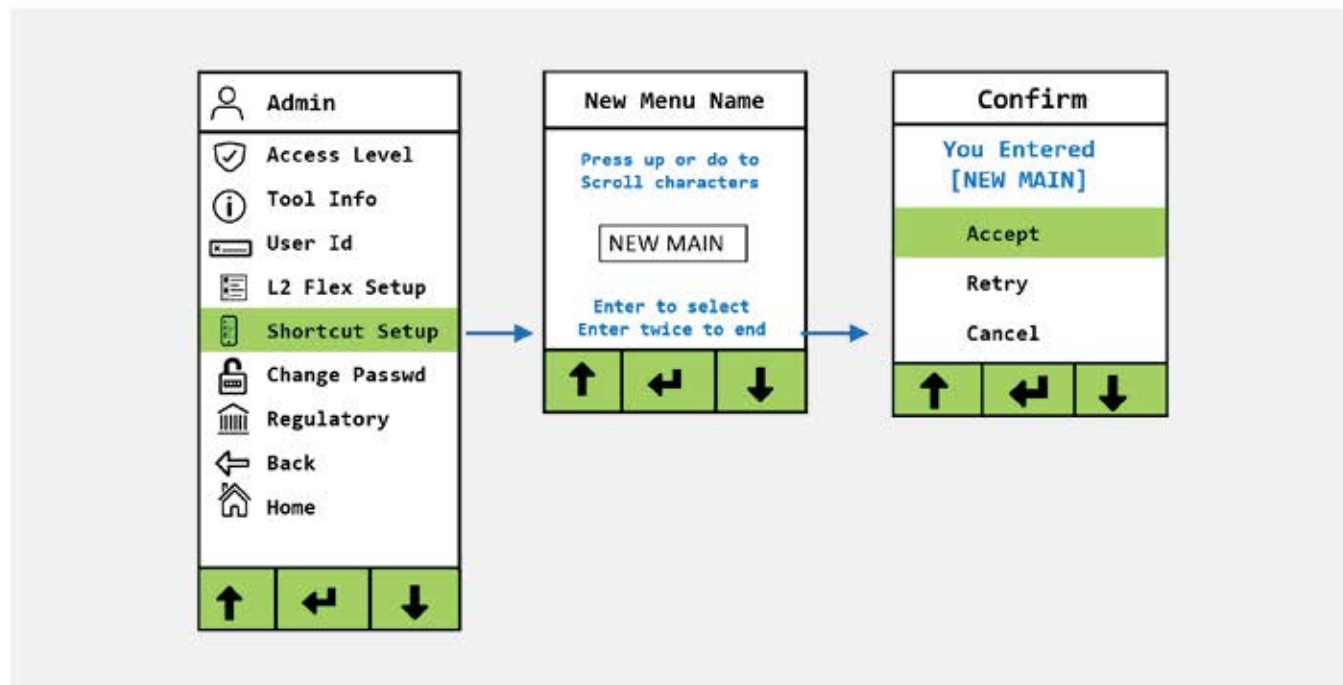 Admin
Access Level
Tool Info
User Id
L2 Flex Setup
Shortcut Setup
Change Passwd
Regulatory
Back
Home
New Menu Name
Press up or do to
Scroll characters
NEW MAIN
Enter to select
Enter twice to end
Confirm
You Entered
[NEW MAIN]
Accept
Retry
Cancel